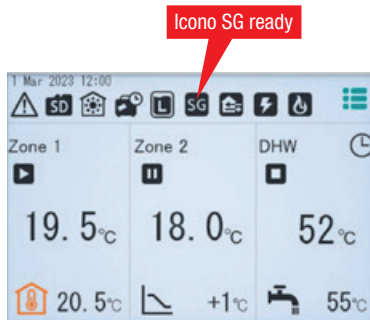 Icono SG ready
1 Mar 2023 12:00
SD L SG
Zone 1 Zone 2 DHW
19.5℃ 18.0℃ 52℃
20.5℃ +1℃ 55℃